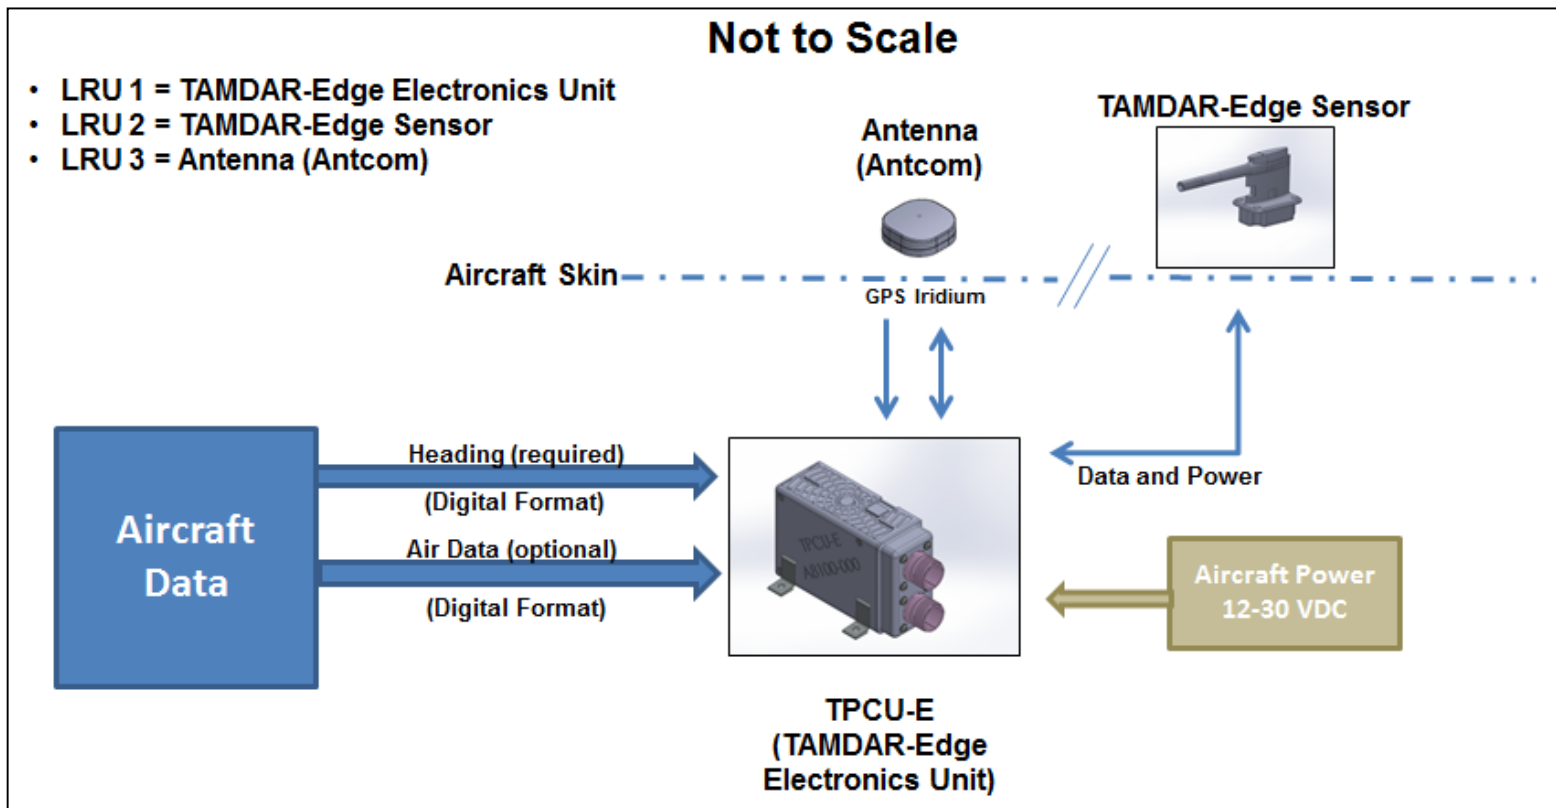 Not to Scale
• LRU 1 = TAMDAR-Edge Electronics Unit
• LRU 2 = TAMDAR-Edge Sensor
• LRU 3 = Antenna (Antcom)
Antenna
(Antcom)
TAMDAR-Edge Sensor
Aircraft Skin
GPS Iridium
Aircraft
Data
Heading (required)
(Digital Format)
Air Data (optional)
(Digital Format)
TPCU-E
A8100-000
Data and Power
Aircraft Power
12-30 VDC
TPCU-E
(TAMDAR-Edge
Electronics Unit)